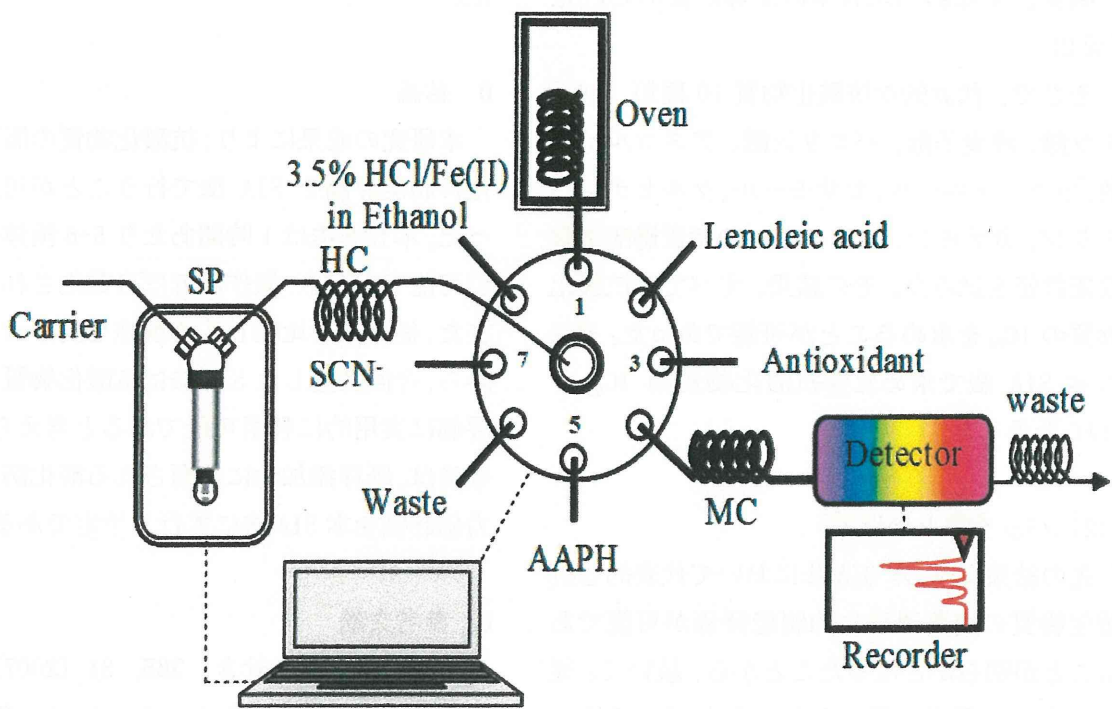 Oven
3.5% HCl/Fe(II)
in Ethanol
Lenoleic acid
HC
SP
Carrier
1
SCN⁻
7
3
Antioxidant
5
waste
Detector
Waste
MC
AAPH
Recorder